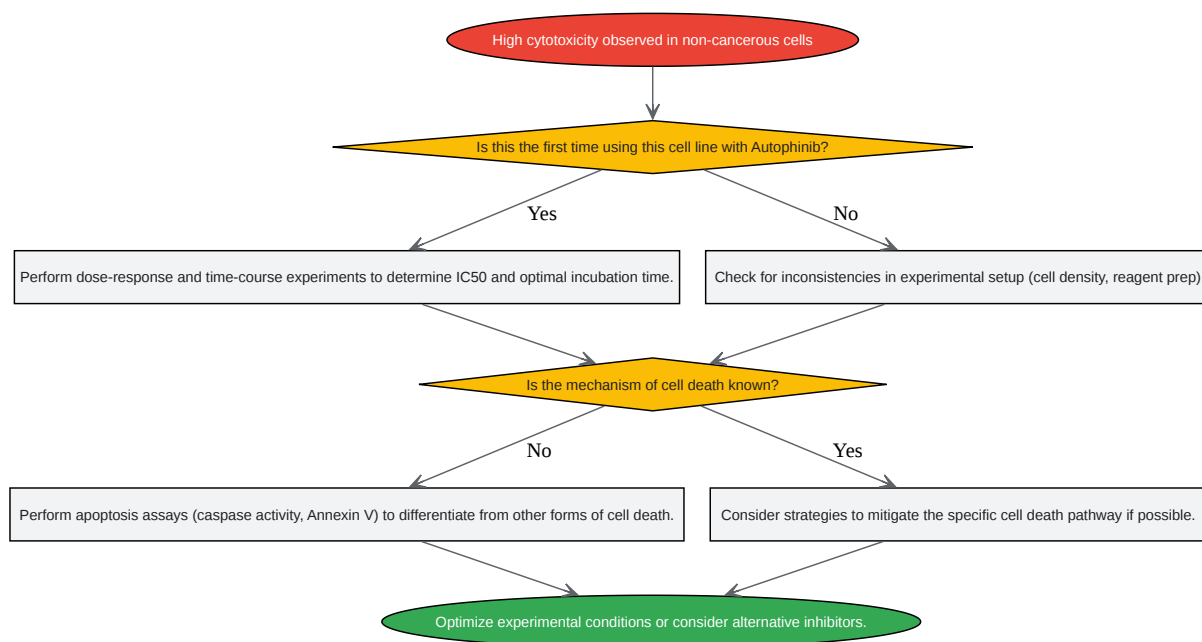 High cytotoxicity observed in non-cancerous cells
Is this the first time using this cell line with Autophinib?
Yes
No
Perform dose-response and time-course experiments to determine IC50 and optimal incubation time.
Check for inconsistencies in experimental setup (cell density, reagent prep)
Is the mechanism of cell death known?
No
Yes
Perform apoptosis assays (caspase activity, Annexin V) to differentiate from other forms of cell death.
Consider strategies to mitigate the specific cell death pathway if possible.
Optimize experimental conditions or consider alternative inhibitors.